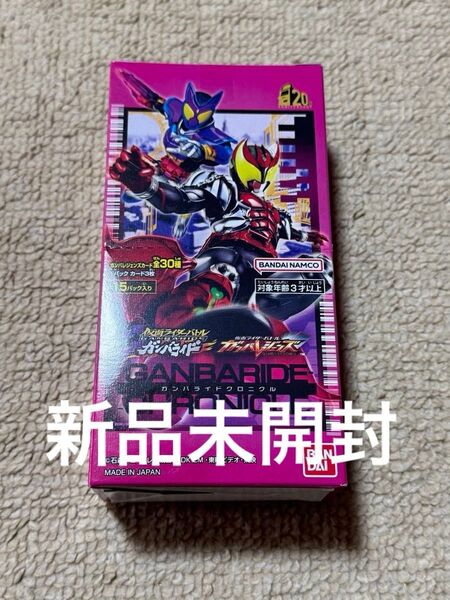 20
ガンバレジェンズカード全30種
1パック カード3枚
5パック入り
BANDAI NAMCO
対象年齢3才以上
仮面ライダーバトル
ガンバライド
仮面ライダーバトル
ガンバレジェンズ
GANBARIDE
ガンバライドクロニクル
新品未開封
MADE IN JAPAN
BAN
DAI